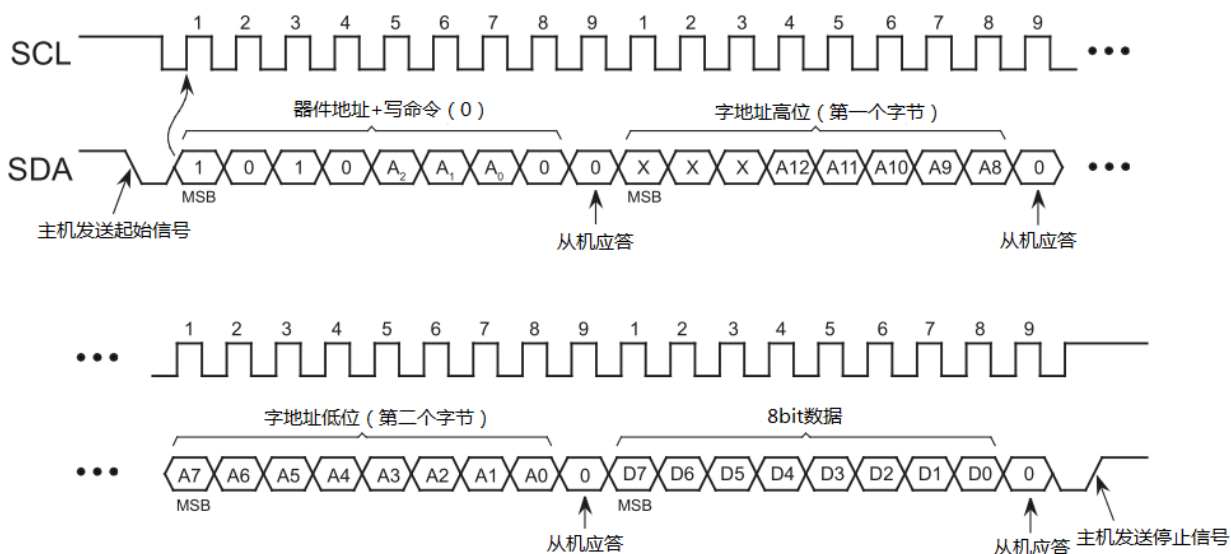 1 2 3 4 5 6 7 8 9 1 2 3 4 5 6 7 8 9
SCL
器件地址+写命令（0）
字地址高位（第一个字节）
SDA
1 0 1 0 A₂ A₁ A₀ 0 0 X X X A12 A11 A10 A9 A8 0
MSB MSB
主机发送起始信号
从机应答 从机应答
1 2 3 4 5 6 7 8 9 1 2 3 4 5 6 7 8 9
字地址低位（第二个字节）
8bit数据
A7 A6 A5 A4 A3 A2 A1 A0 0 D7 D6 D5 D4 D3 D2 D1 D0 0
MSB MSB
从机应答 从机应答 主机发送停止信号